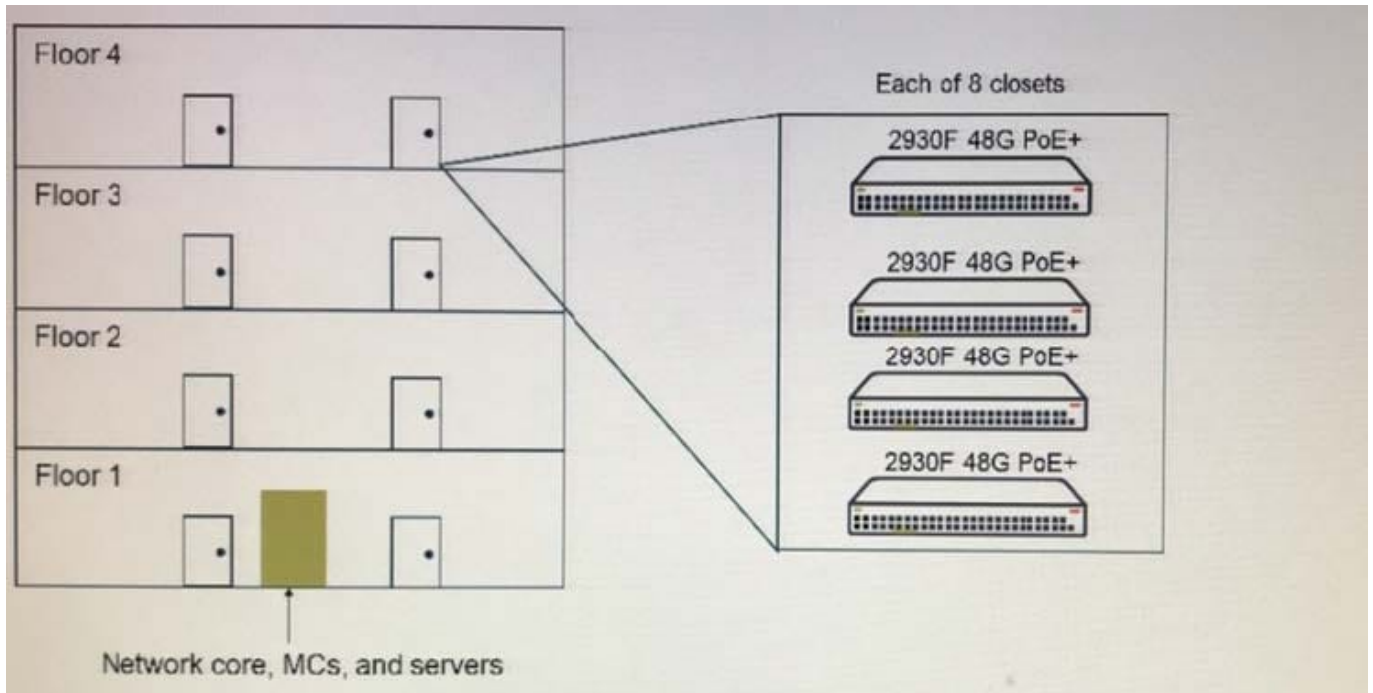 Floor 4
Floor 3
Floor 2
Floor 1
Network core, MCs, and servers
Each of 8 closets
2930F 48G PoE+
2930F 48G PoE+
2930F 48G PoE+
2930F 48G PoE+